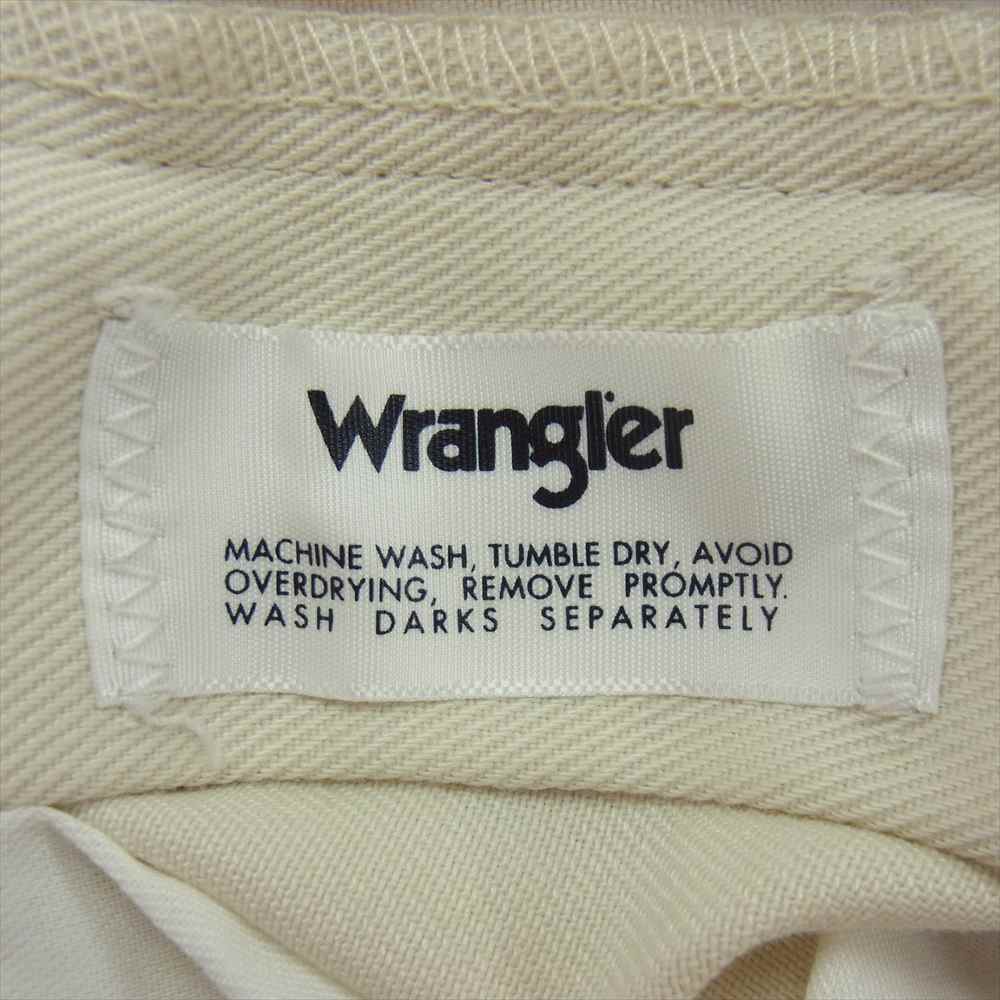 Wrangler
MACHINE WASH, TUMBLE DRY, AVOID
OVERDRYING, REMOVE PROMPTLY.
WASH DARKS SEPARATELY